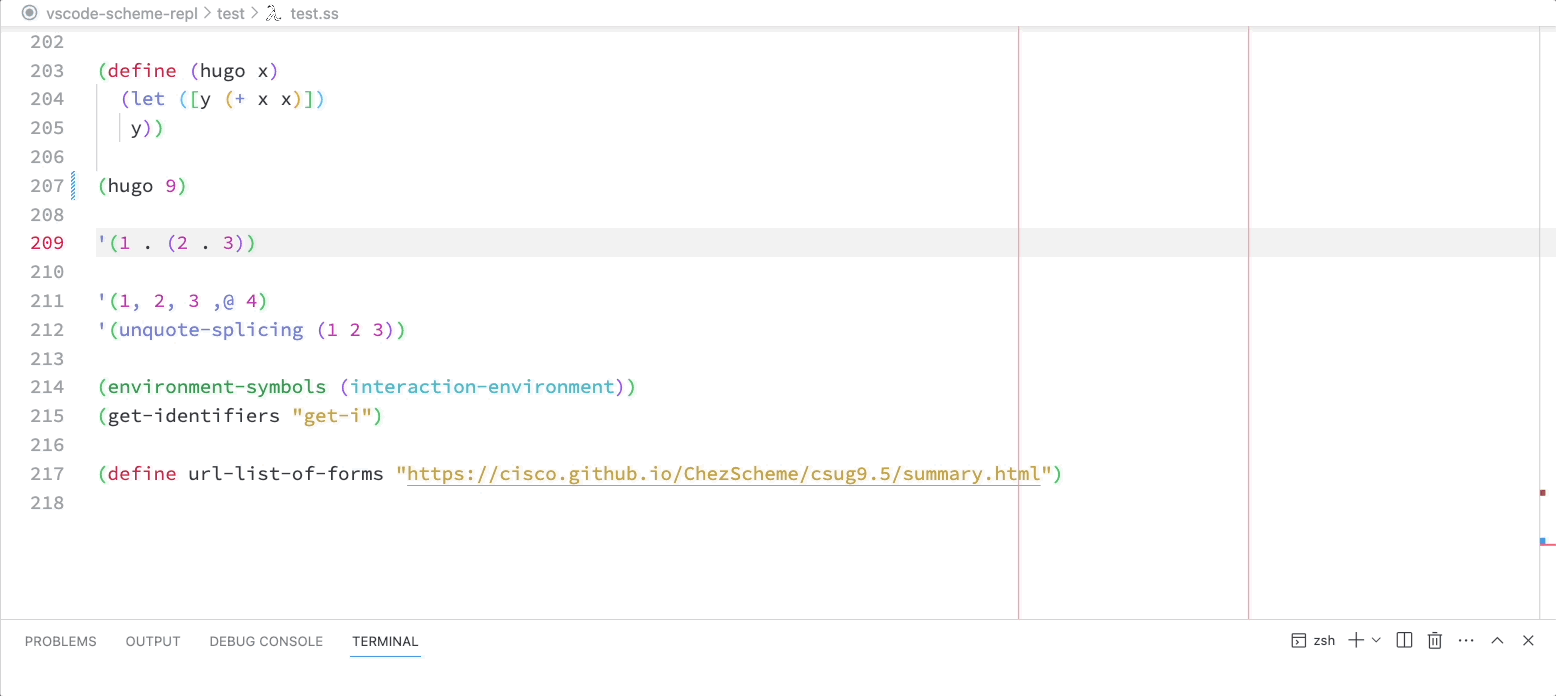 vscode-scheme-repl > test > test.ss
202
203 (define (hugo x)
204   (let ([y (+ x x)])
205    y))
206
207 (hugo 9)
208
209 '(1 . (2 . 3))
210
211 '(1, 2, 3 ,@ 4)
212 '(unquote-splicing (1 2 3))
213
214 (environment-symbols (interaction-environment))
215 (get-identifiers "get-i")
216
217 (define url-list-of-forms "https://cisco.github.io/ChezScheme/csug9.5/summary.html")
218
PROBLEMS OUTPUT DEBUG CONSOLE TERMINAL zsh